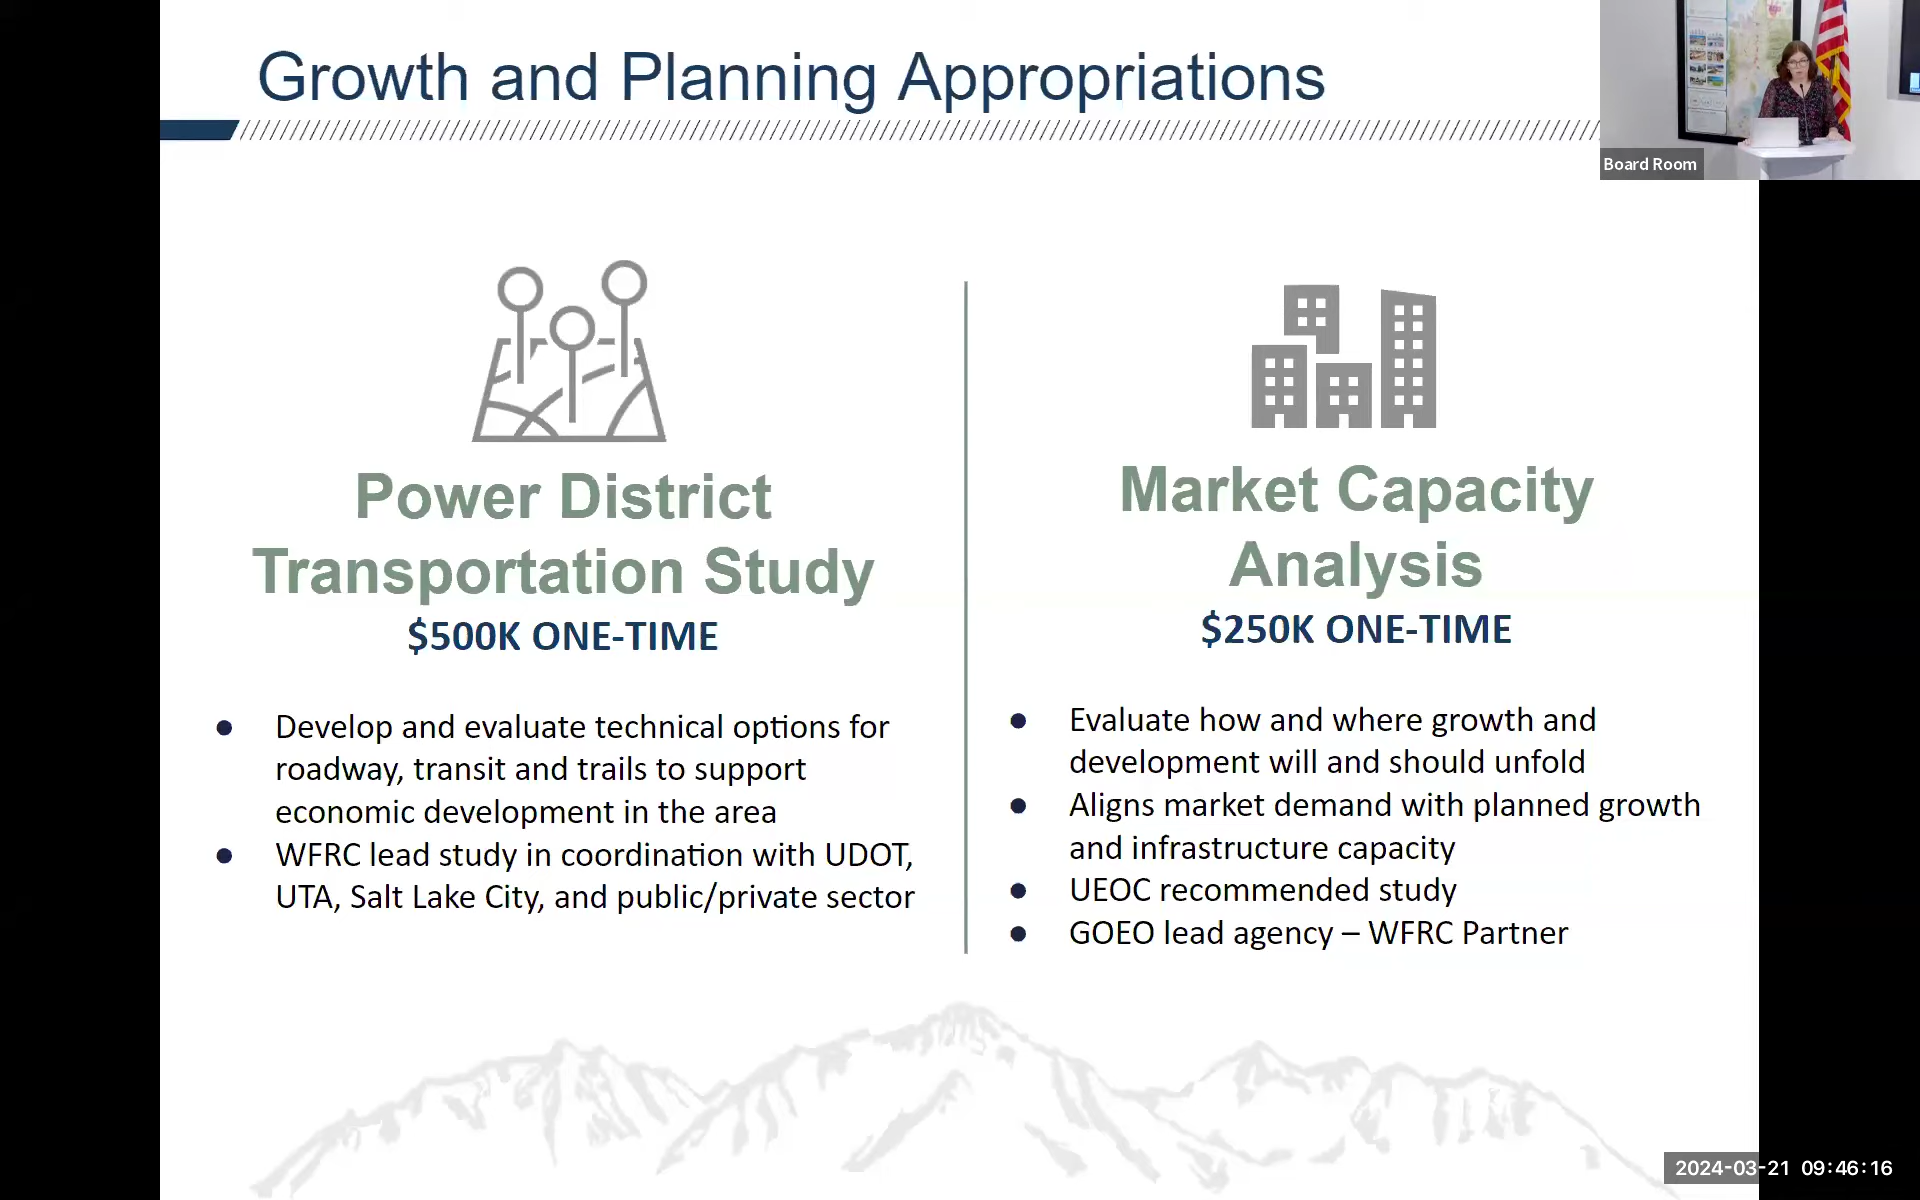 Growth and Planning Appropriations
Board Room
Power District
Transportation Study
$500K ONE-TIME
● Develop and evaluate technical options for
roadway, transit and trails to support
economic development in the area
● WFRC lead study in coordination with UDOT,
UTA, Salt Lake City, and public/private sector
Market Capacity
Analysis
$250K ONE-TIME
● Evaluate how and where growth and
development will and should unfold
● Aligns market demand with planned growth
and infrastructure capacity
● UEOC recommended study
● GOEO lead agency – WFRC Partner
2024-03-21 09:46:16